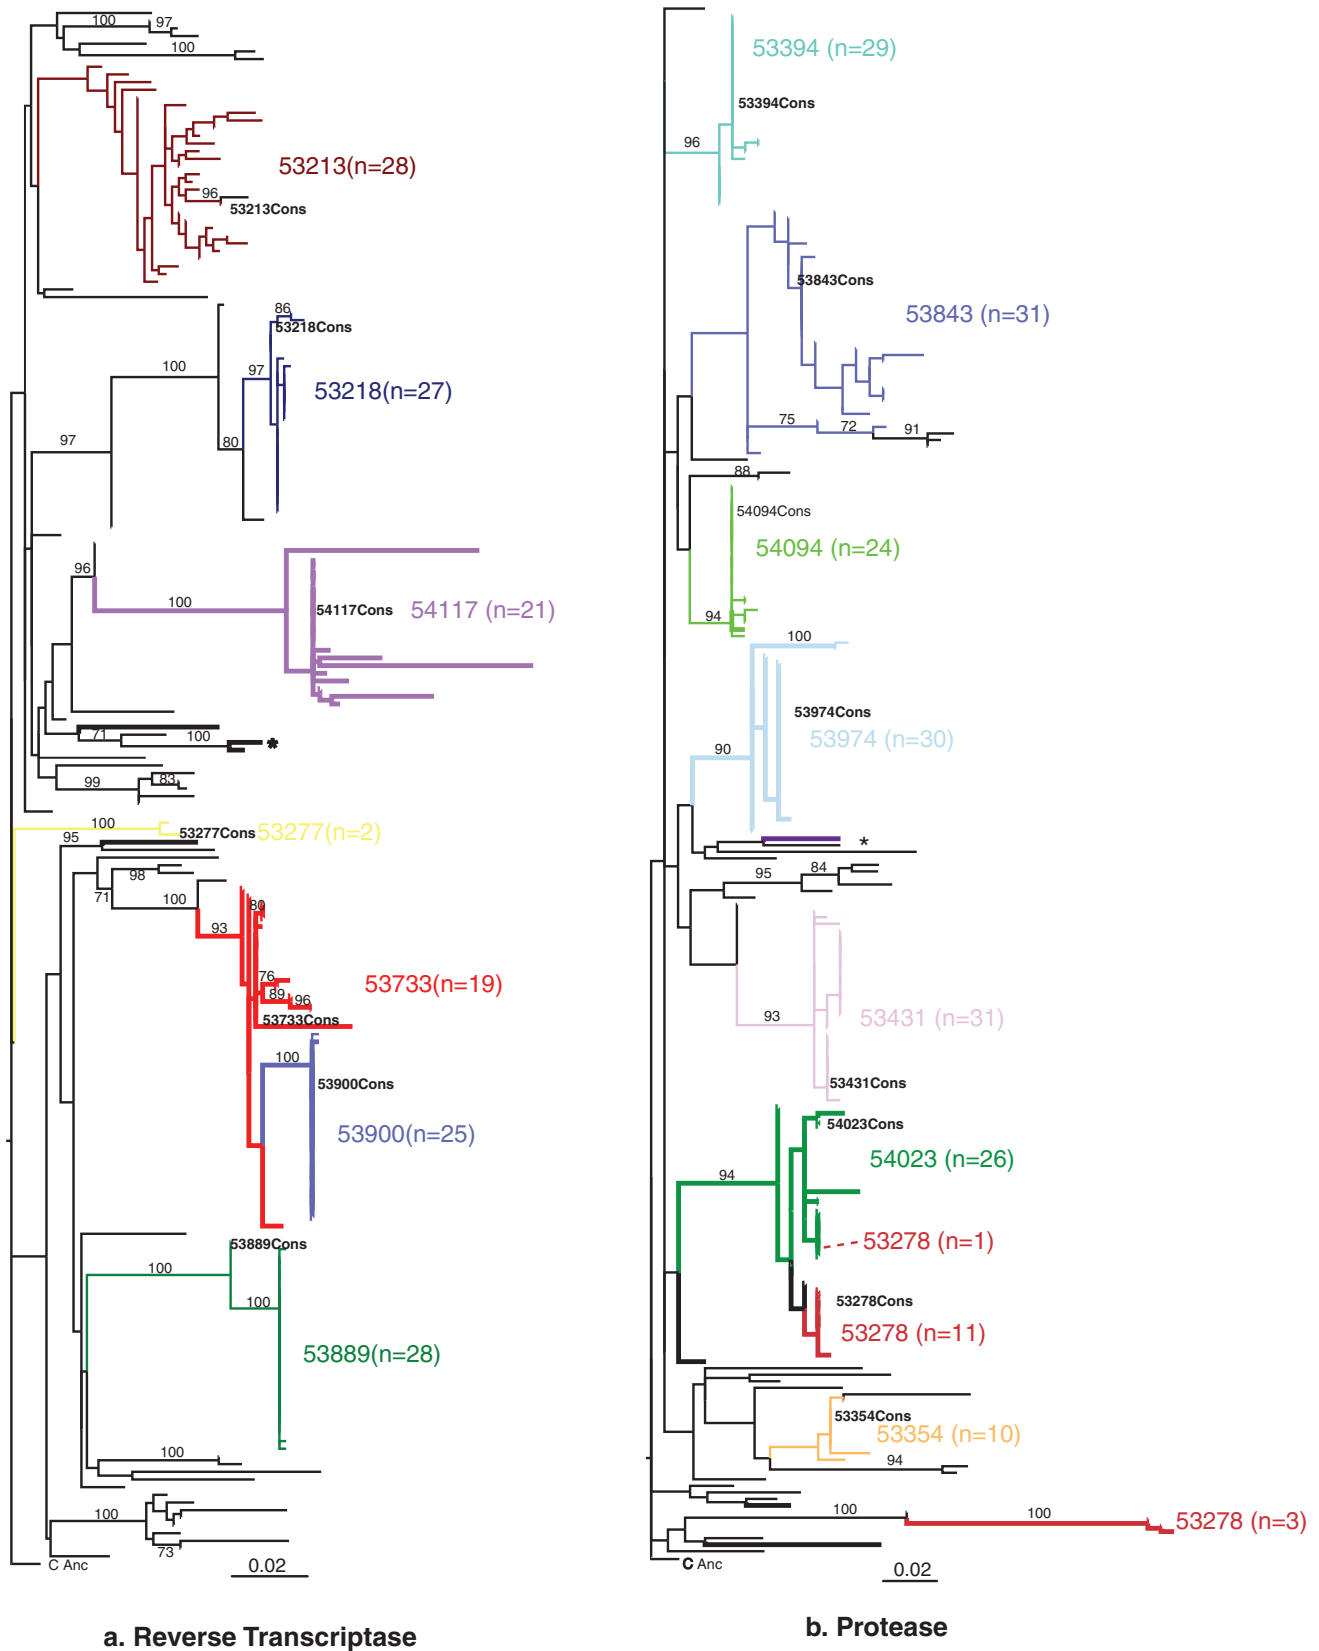 100
97
100
53213(n=28)
96
53213Cons
86
53218Cons
100
97
53218(n=27)
97
80
96
100
54117Cons
54117 (n=21)
71
100
*
99
83
100
53277Cons
53277(n=2)
95
98
71
100
80
93
76
53733(n=19)
89
96
53733Cons
100
53900Cons
53900(n=25)
53889Cons
100
100
53889(n=28)
100
100
73
C Anc
0.02
a. Reverse Transcriptase
53394 (n=29)
53394Cons
96
53843Cons
53843 (n=31)
75
72
91
88
54094Cons
54094 (n=24)
94
100
53974Cons
53974 (n=30)
90
*
95
84
93
53431 (n=31)
53431Cons
54023Cons
54023 (n=26)
94
53278 (n=1)
53278Cons
53278 (n=11)
53354Cons
53354 (n=10)
94
100
100
53278 (n=3)
C Anc
0.02
b. Protease